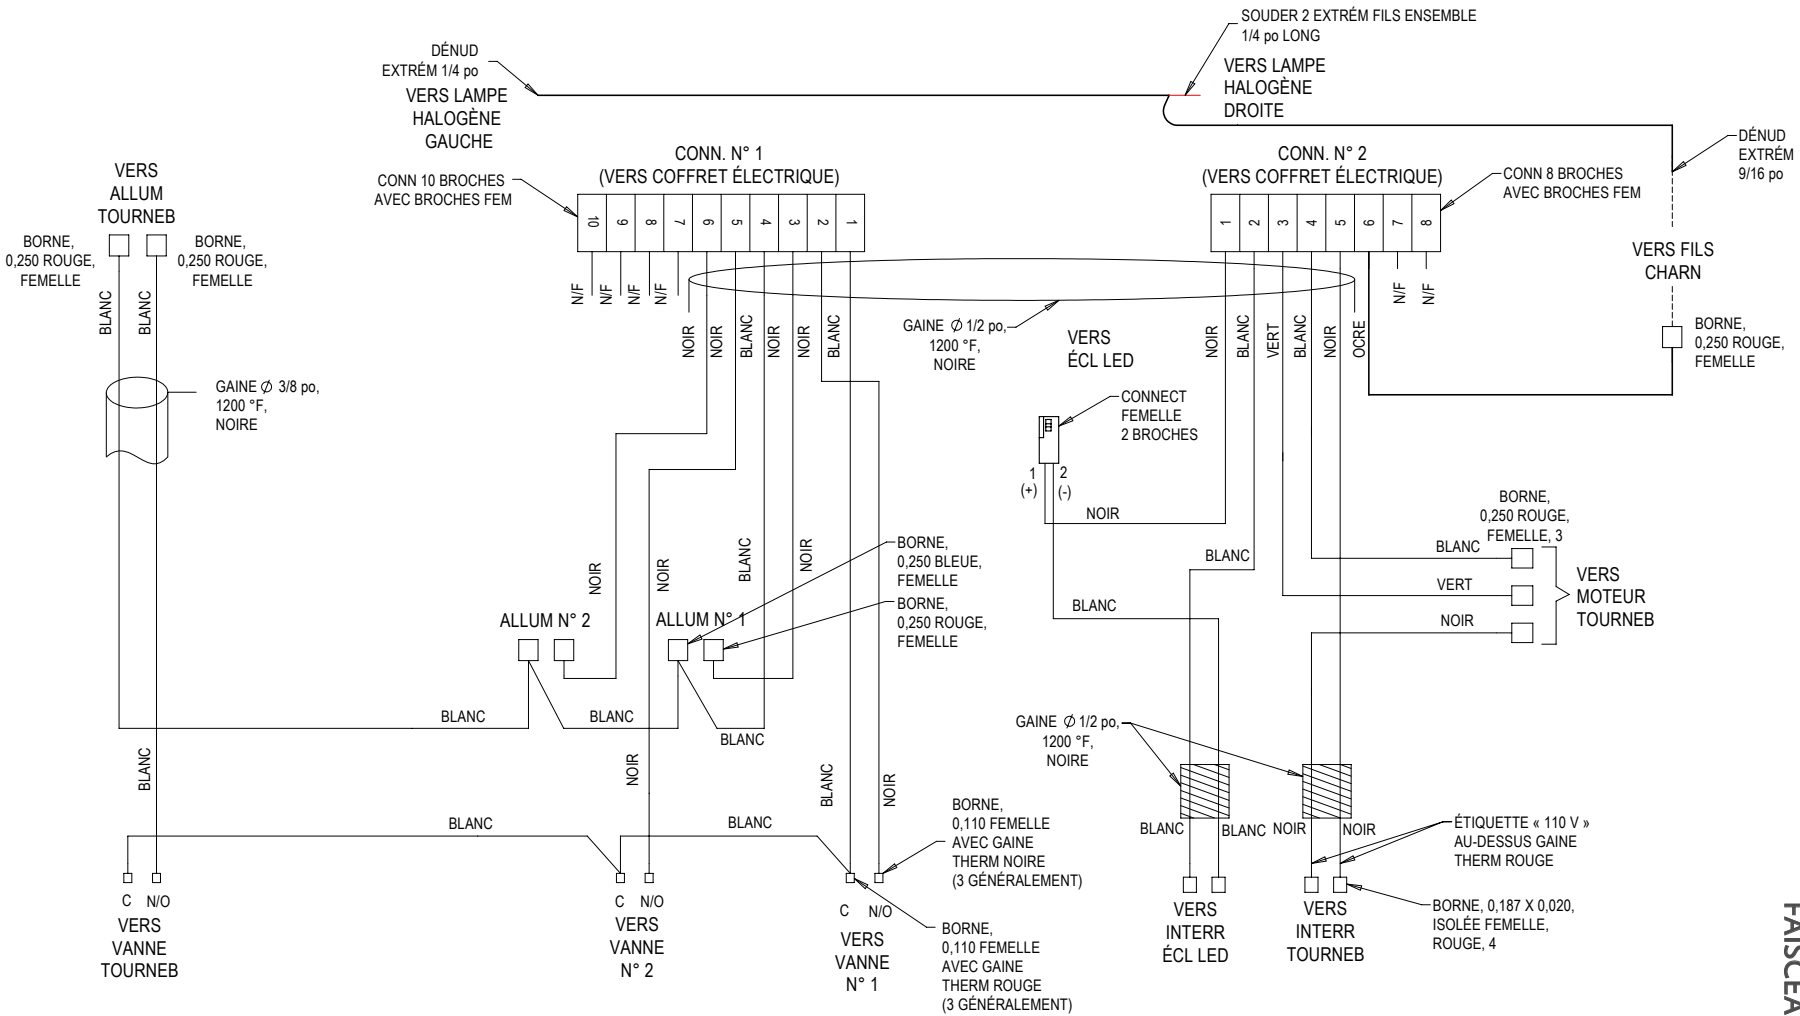 SOUDER 2 EXTRÉM FILS ENSEMBLE
1/4 po LONG
DÉNUD
EXTRÉM 1/4 po
VERS LAMPE
HALOGÈNE
GAUCHE
VERS LAMPE
HALOGÈNE
DROITE
DÉNUD
EXTRÉM
9/16 po
VERS
ALLUM
TOURNEB
CONN 10 BROCHES
AVEC BROCHES FEM
CONN. N° 1
(VERS COFFRET ÉLECTRIQUE)
CONN. N° 2
(VERS COFFRET ÉLECTRIQUE)
CONN 8 BROCHES
AVEC BROCHES FEM
10 9 8 7 6 5 4 3 2 1
1 2 3 4 5 6 7 8
BORNE,
0,250 ROUGE,
FEMELLE
BORNE,
0,250 ROUGE,
FEMELLE
VERS FILS
CHARN
N/F N/F N/F N/F
N/F N/F
BLANC BLANC
NOIR NOIR BLANC NOIR NOIR BLANC
GAINE Ø 1/2 po,
1200 °F,
NOIRE
VERS
ÉCL LED
NOIR BLANC VERT BLANC NOIR OCRE
BORNE,
0,250 ROUGE,
FEMELLE
GAINE Ø 3/8 po,
1200 °F,
NOIRE
CONNECT
FEMELLE
2 BROCHES
1 2
(+) (-)
NOIR
BORNE,
0,250 ROUGE,
FEMELLE, 3
BLANC
VERT
NOIR
VERS
MOTEUR
TOURNEB
BLANC
BLANC
NOIR NOIR BLANC NOIR
BORNE,
0,250 BLEUE,
FEMELLE
BORNE,
0,250 ROUGE,
FEMELLE
ALLUM N° 2
ALLUM N° 1
BLANC
BLANC
BLANC
GAINE Ø 1/2 po,
1200 °F,
NOIRE
BLANC NOIR BLANC NOIR
BLANC
BLANC
BORNE,
0,110 FEMELLE
AVEC GAINE
THERM NOIRE
(3 GÉNÉRALEMENT)
BLANC BLANC NOIR NOIR
ÉTIQUETTE « 110 V »
AU-DESSUS GAINE
THERM ROUGE
C N/O
VERS
VANNE
TOURNEB
C N/O
VERS
VANNE
N° 2
C N/O
VERS
VANNE
N° 1
BORNE,
0,110 FEMELLE
AVEC GAINE
THERM ROUGE
(3 GÉNÉRALEMENT)
VERS
INTERR
ÉCL LED
VERS
INTERR
TOURNEB
BORNE, 0,187 X 0,020,
ISOLÉE FEMELLE,
ROUGE, 4
FAISCEA